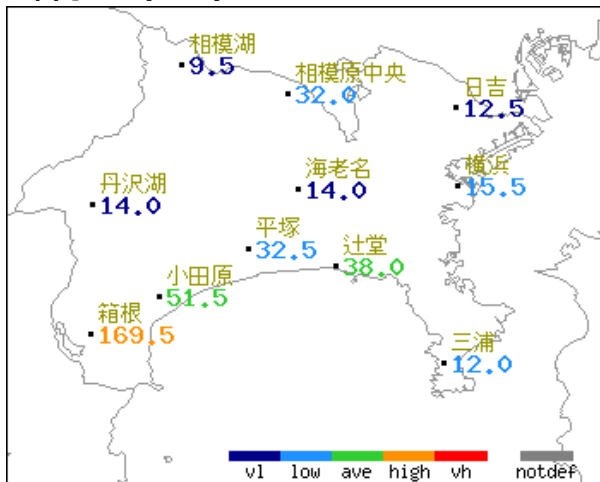 相模湖
9.5
相模原中央
32.0
日吉
12.5
海老名
14.0
横浜
15.5
丹沢湖
14.0
平塚
32.5
辻堂
38.0
小田原
51.5
箱根
169.5
三浦
12.0
vl low ave high vh notdef